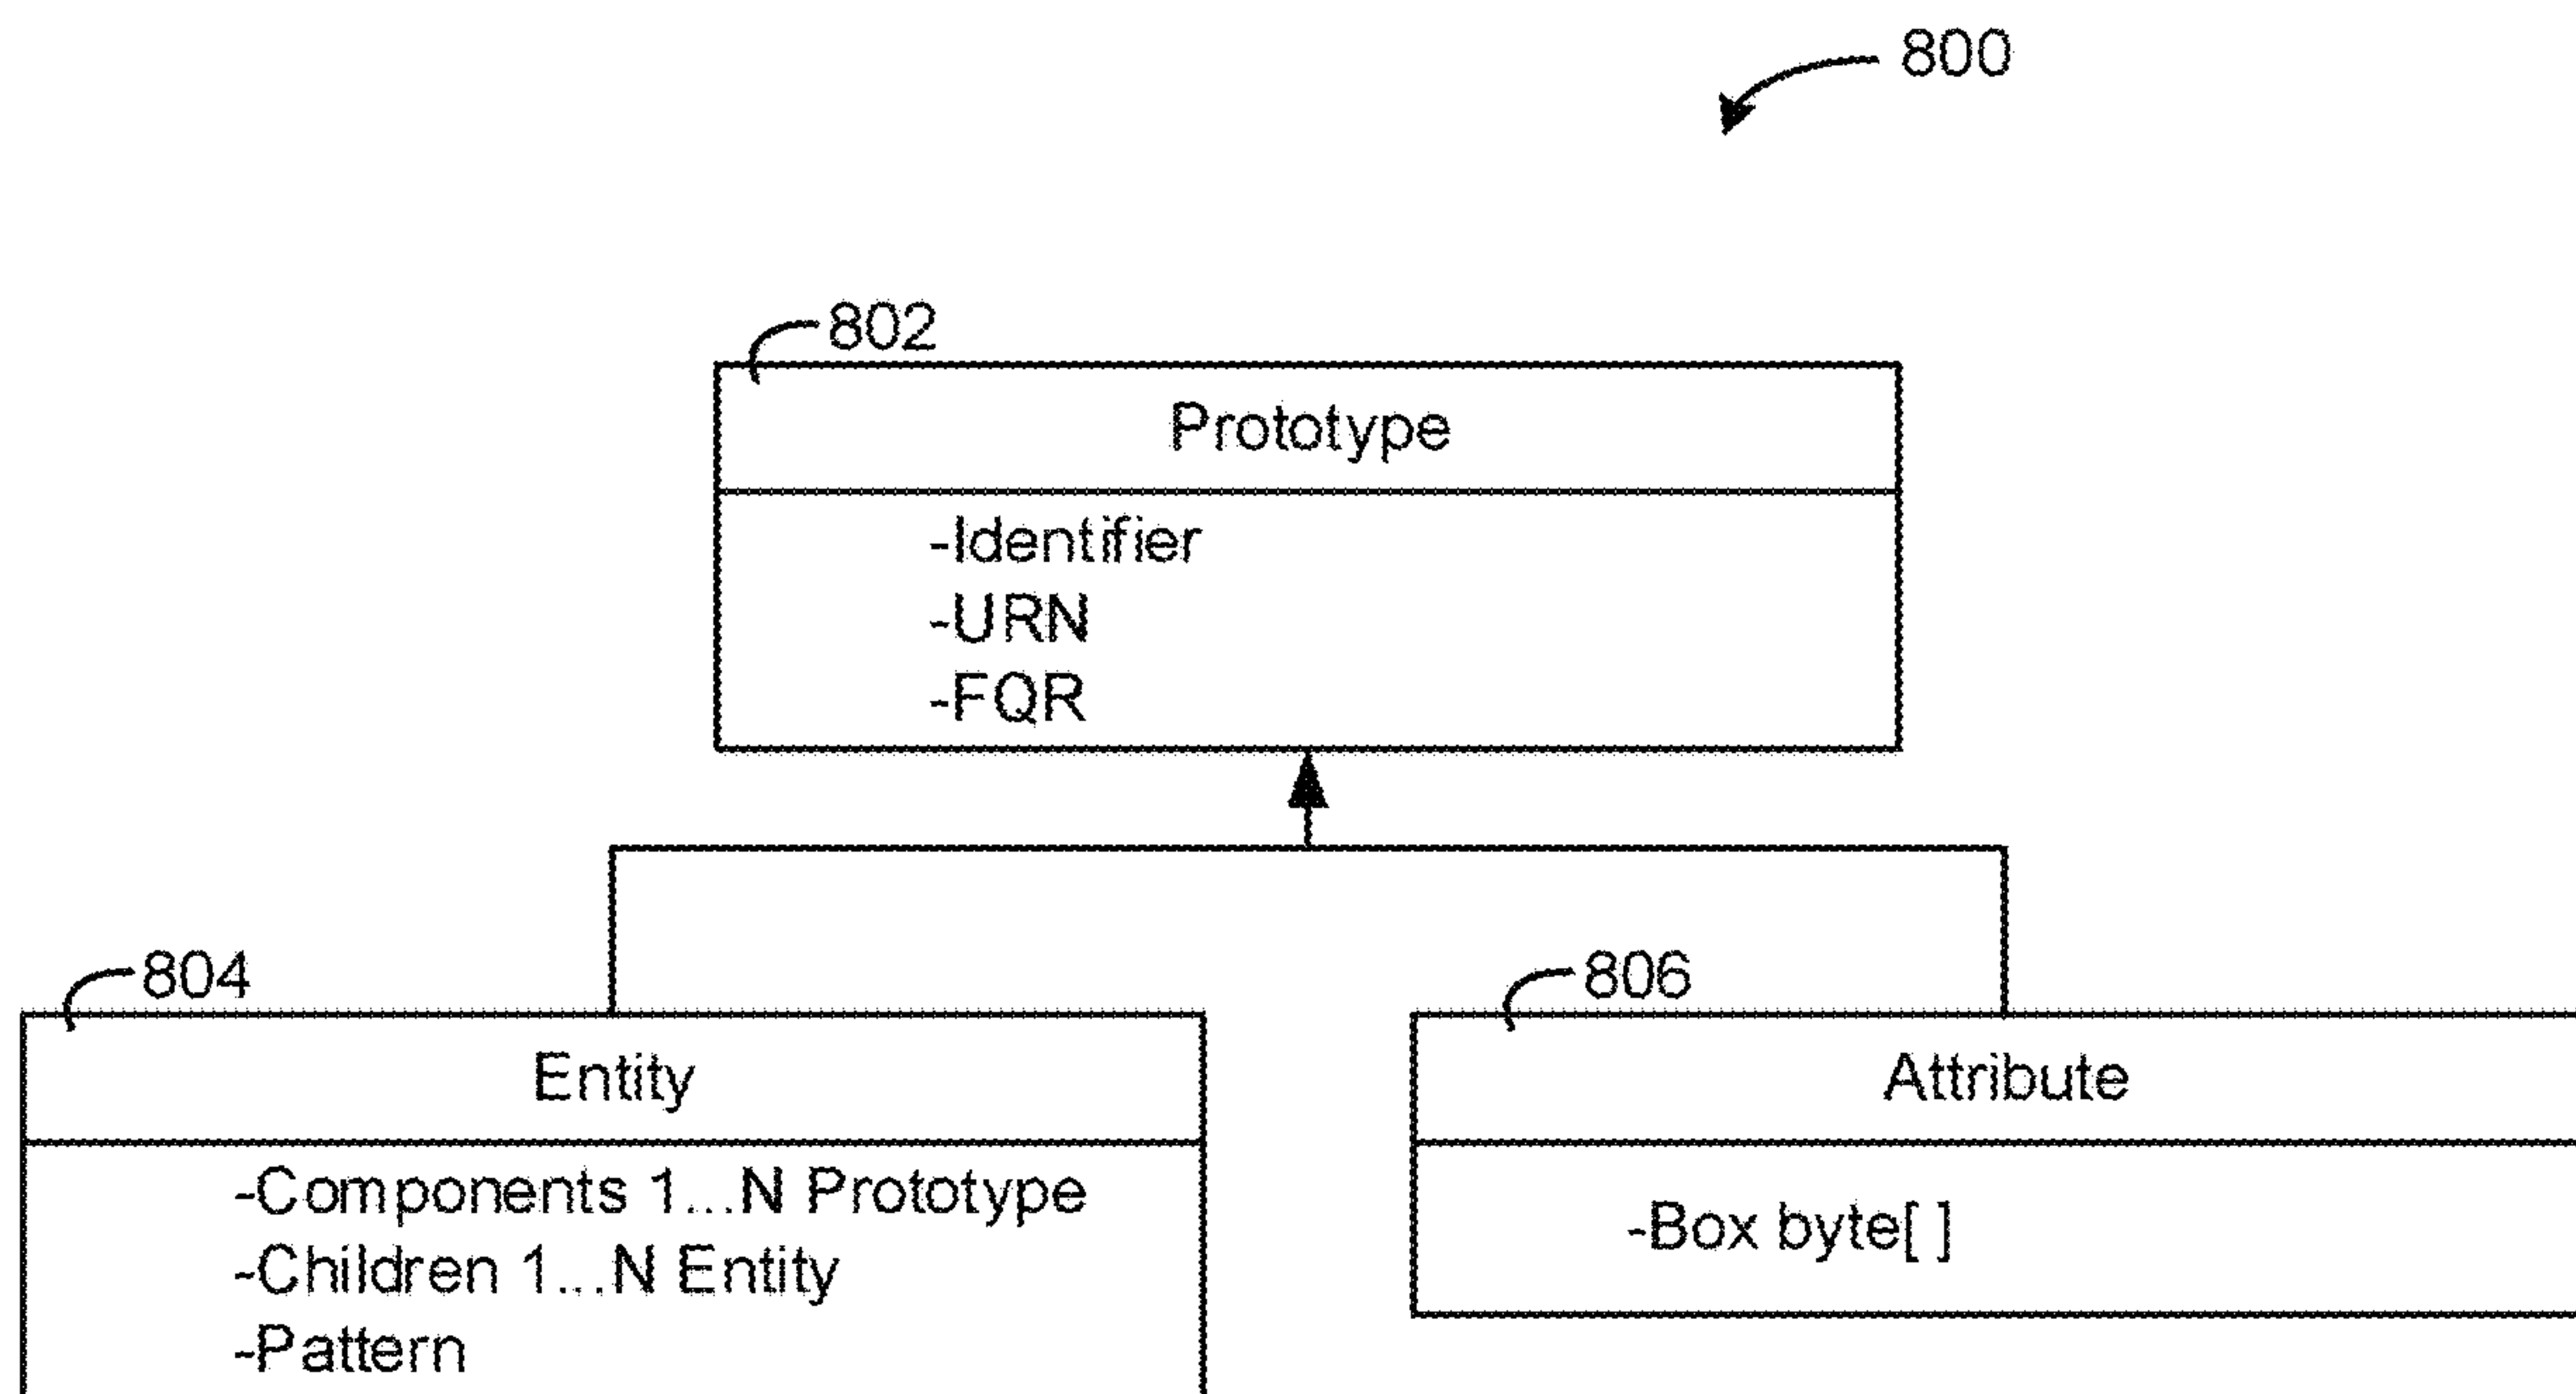 800
802
Prototype
-Identifier
-URN
-FQR
804
806
Entity
Attribute
-Components 1...N Prototype
-Children 1...N Entity
-Pattern
-Box byte[ ]